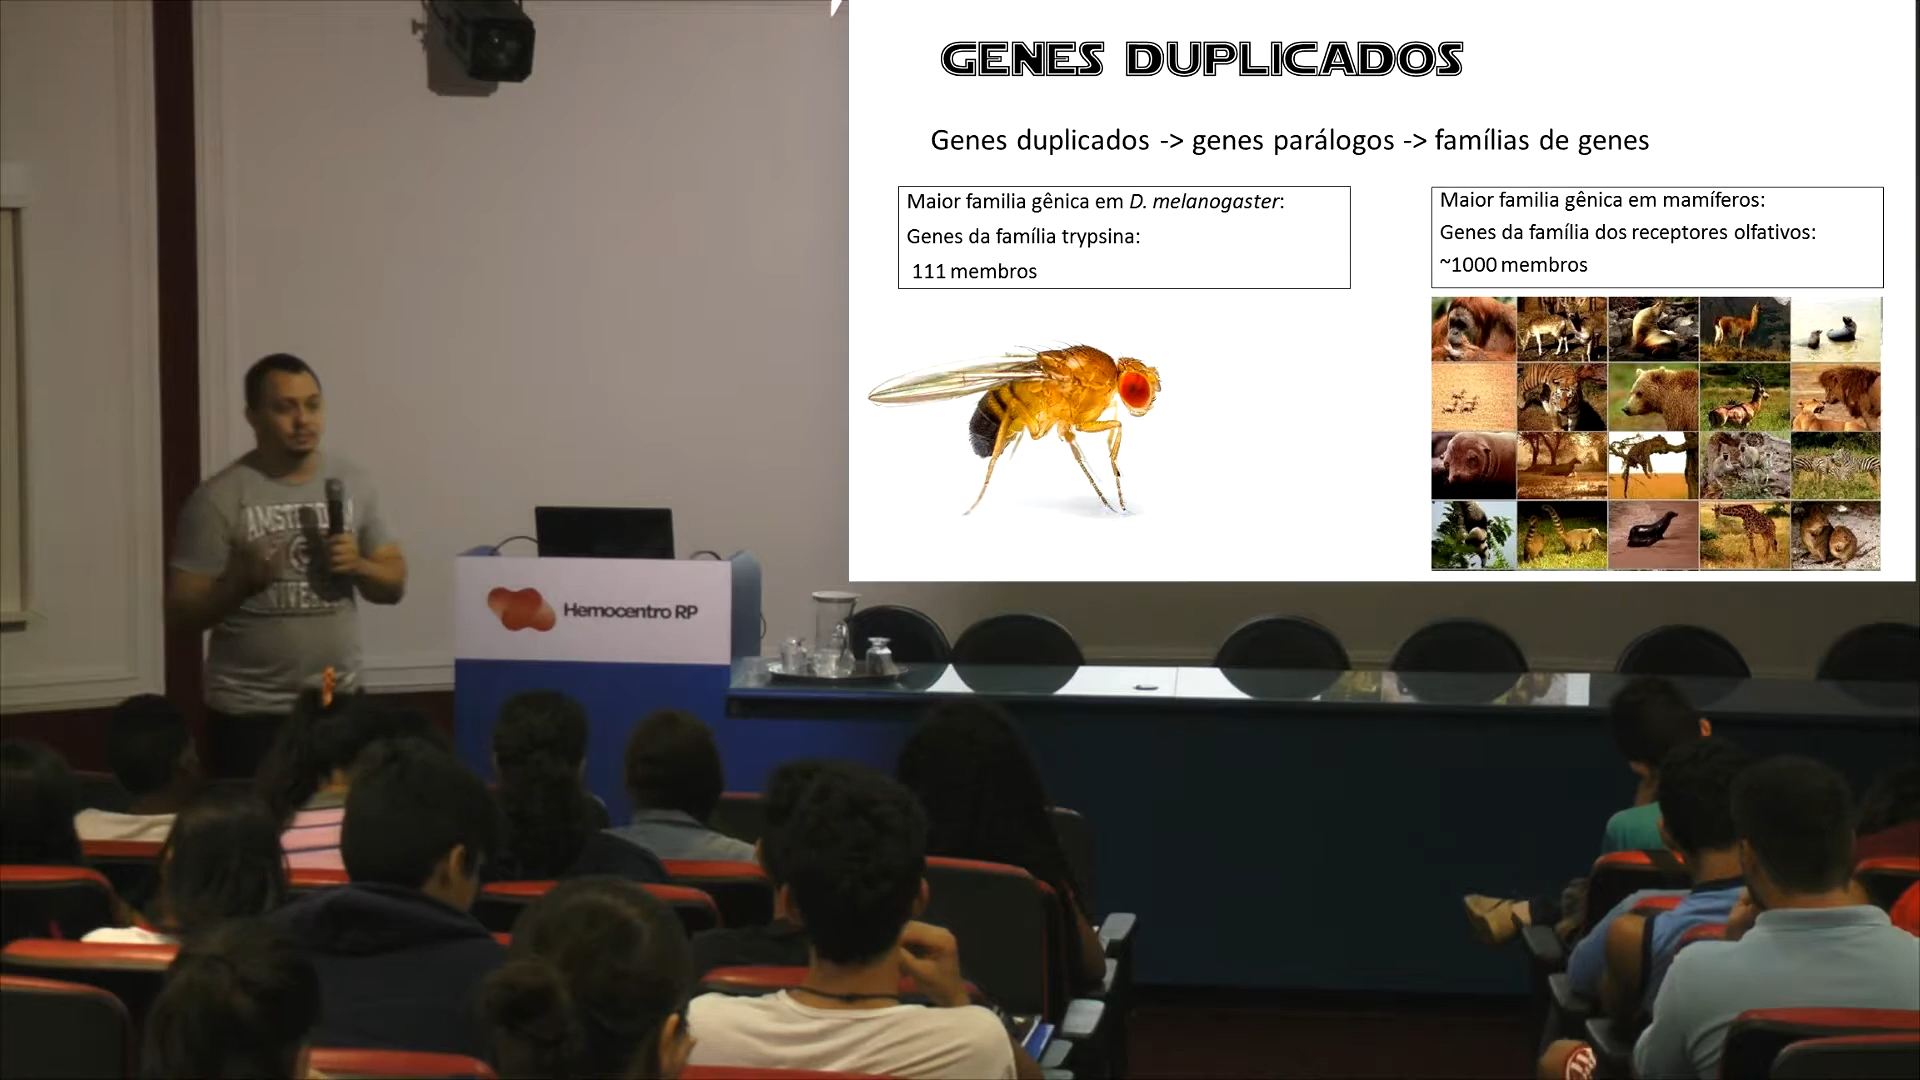 GENES DUPLICADOS
Genes duplicados -> genes parálogos -> famílias de genes
Maior familia gênica em D. melanogaster:
Genes da família trypsina:
111 membros
Maior familia gênica em mamíferos:
Genes da família dos receptores olfativos:
~1000 membros
Hemocentro RP